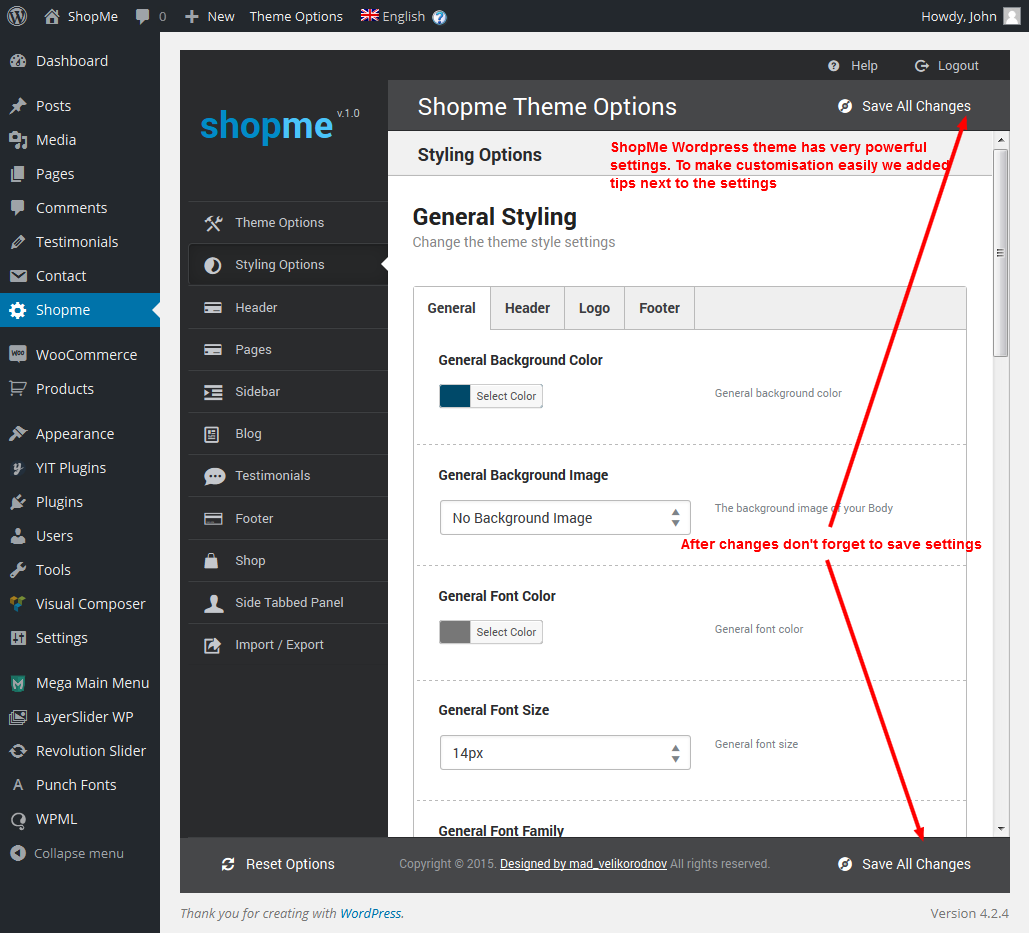 ShopMe
0
New
Theme Options
English
Howdy, John
Dashboard
Posts
Media
Pages
Comments
Testimonials
Contact
Shopme
WooCommerce
Products
Appearance
YIT Plugins
Plugins
Users
Tools
Visual Composer
Settings
Mega Main Menu
LayerSlider WP
Revolution Slider
Punch Fonts
WPML
Collapse menu
Help
Logout
shopme v.1.0
Theme Options
Styling Options
Header
Pages
Sidebar
Blog
Testimonials
Footer
Shop
Side Tabbed Panel
Import / Export
Shopme Theme Options
Save All Changes
Styling Options
ShopMe Wordpress theme has very powerful
settings. To make customisation easily we added
tips next to the settings
General Styling
Change the theme style settings
General
Header
Logo
Footer
General Background Color
Select Color
General background color
General Background Image
No Background Image
The background image of your Body
After changes don't forget to save settings
General Font Color
Select Color
General font color
General Font Size
14px
General font size
General Font Family
Reset Options
Copyright © 2015. Designed by mad_velikorodnov All rights reserved.
Save All Changes
Thank you for creating with WordPress.
Version 4.2.4